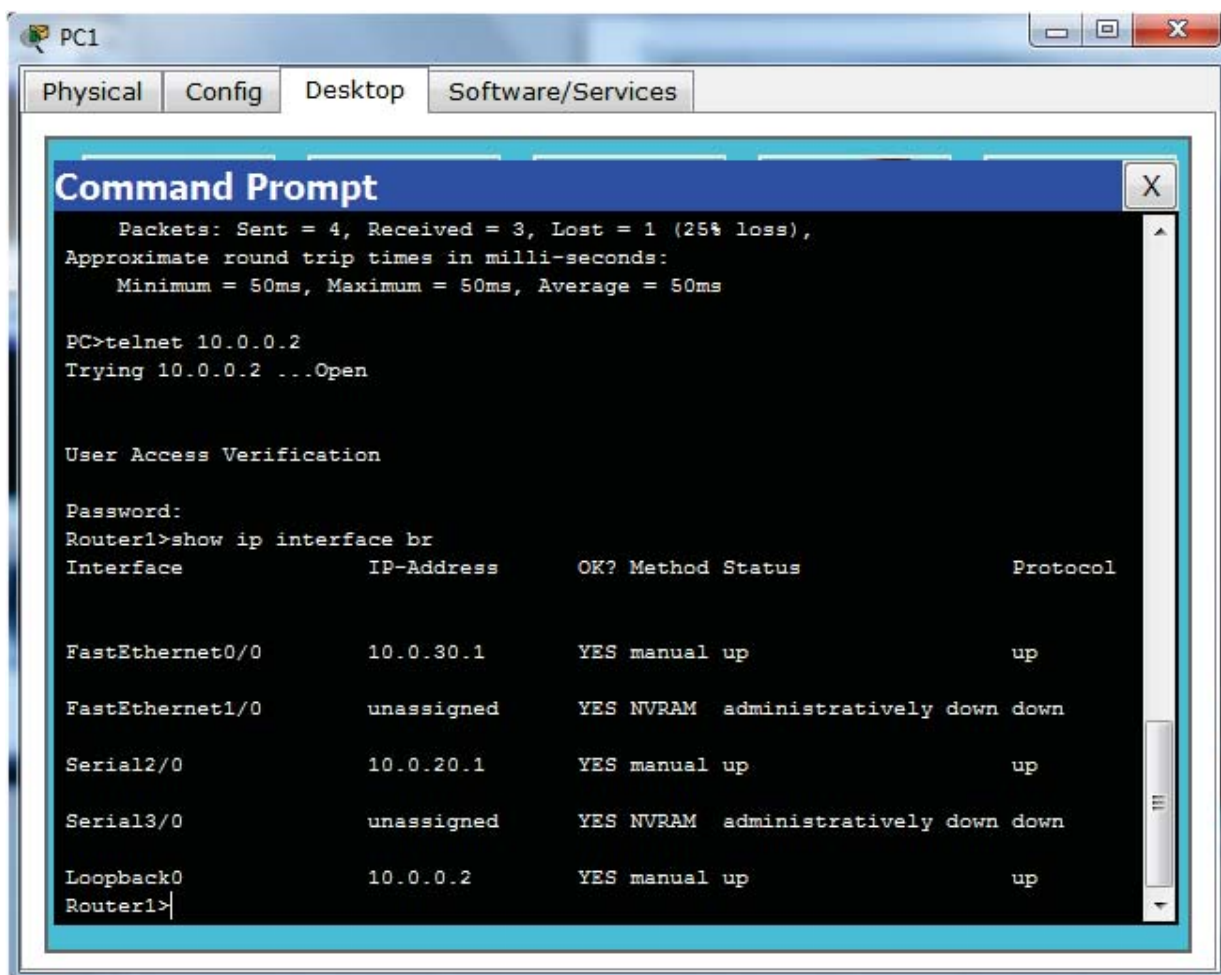 PC1
Physical Config Desktop Software/Services
Command Prompt X
Packets: Sent = 4, Received = 3, Lost = 1 (25% loss),
Approximate round trip times in milli-seconds:
Minimum = 50ms, Maximum = 50ms, Average = 50ms
PC>telnet 10.0.0.2
Trying 10.0.0.2 ...Open
User Access Verification
Password:
Router1>show ip interface br
Interface IP-Address OK? Method Status Protocol
FastEthernet0/0 10.0.30.1 YES manual up up
FastEthernet1/0 unassigned YES NVRAM administratively down down
Serial2/0 10.0.20.1 YES manual up up
Serial3/0 unassigned YES NVRAM administratively down down
Loopback0 10.0.0.2 YES manual up up
Router1>